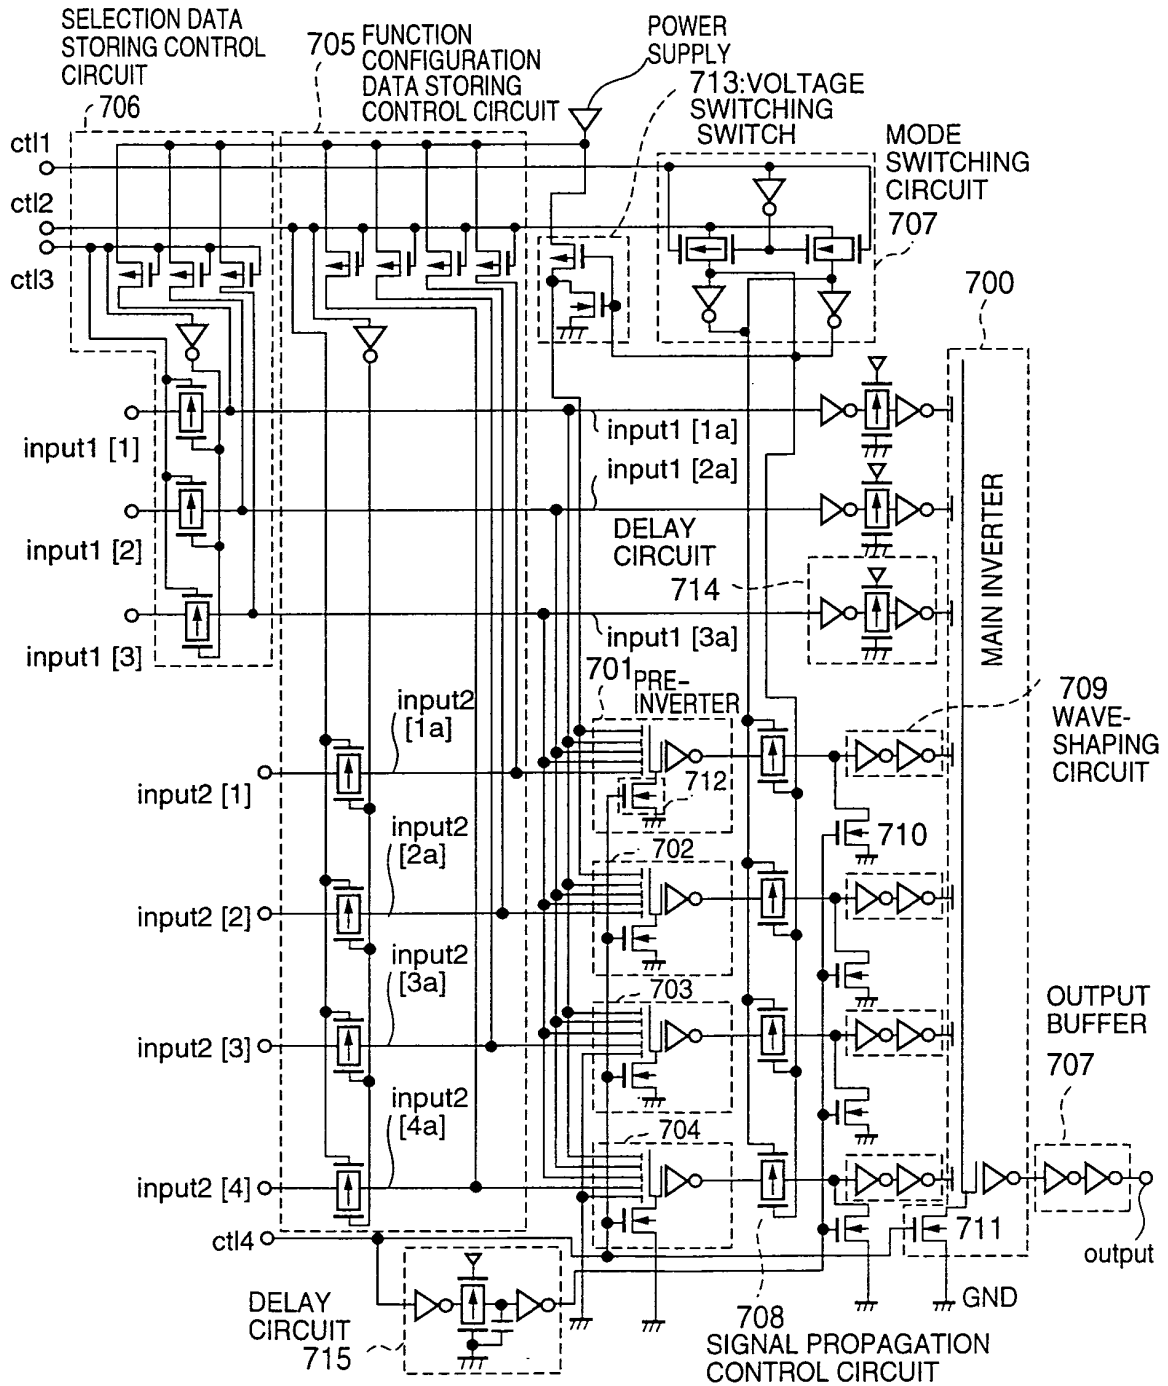 SELECTION DATA
STORING CONTROL
CIRCUIT
706
705
FUNCTION
CONFIGURATION
DATA STORING
CONTROL CIRCUIT
POWER
SUPPLY
713:VOLTAGE
SWITCHING
SWITCH
MODE
SWITCHING
CIRCUIT
707
ctl1
ctl2
ctl3
700
MAIN INVERTER
input1 [1]
input1 [1a]
input1 [2a]
input1 [2]
DELAY
CIRCUIT
714
input1 [3]
input1 [3a]
701
PRE-
INVERTER
709
WAVE-
SHAPING
CIRCUIT
input2
[1a]
input2 [1]
712
710
input2
[2a]
702
input2 [2]
input2
[3a]
703
input2 [3]
OUTPUT
BUFFER
707
input2
[4a]
704
input2 [4]
711
ctl4
output
GND
DELAY
CIRCUIT
715
708
SIGNAL PROPAGATION
CONTROL CIRCUIT